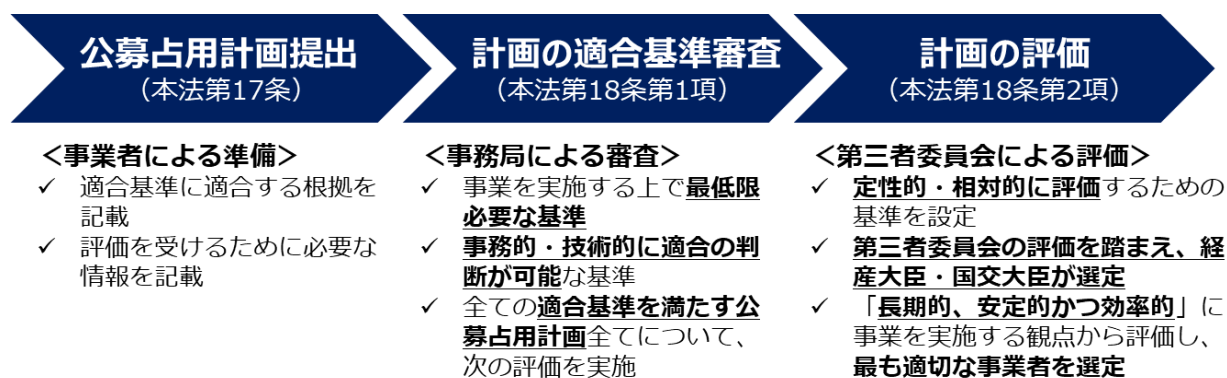 公募占用計画提出
（本法第17条）
＜事業者による準備＞
✓ 適合基準に適合する根拠を
記載
✓ 評価を受けるために必要な
情報を記載
計画の適合基準審査
（本法第18条第1項）
＜事務局による審査＞
✓ 事業を実施する上で最低限
必要な基準
✓ 事務的・技術的に適合の判
断が可能な基準
✓ 全ての適合基準を満たす公
募占用計画全てについて、
次の評価を実施
計画の評価
（本法第18条第2項）
＜第三者委員会による評価＞
✓ 定性的・相対的に評価するための
基準を設定
✓ 第三者委員会の評価を踏まえ、経
産大臣・国交大臣が選定
✓ 「長期的、安定的かつ効率的」に
事業を実施する観点から評価し、
最も適切な事業者を選定